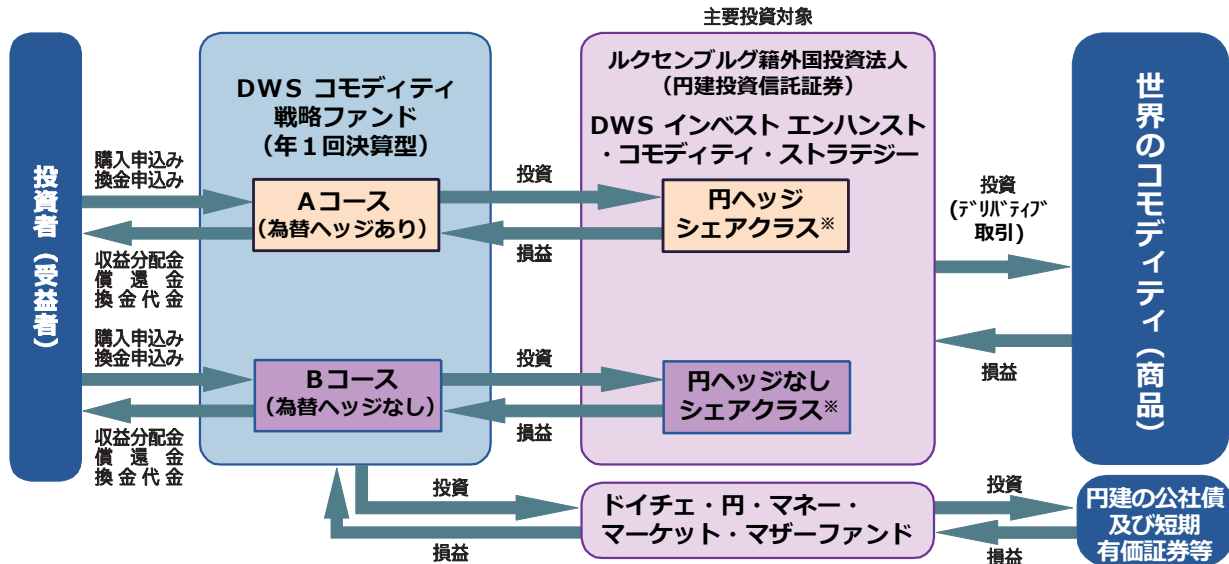 主要投資対象
投資者（受益者）
購入申込み
換金申込み
収益分配金
償還金
換金代金
購入申込み
換金申込み
収益分配金
償還金
換金代金
DWS コモディティ
戦略ファンド
（年１回決算型）
Aコース
（為替ヘッジあり）
Bコース
（為替ヘッジなし）
投資
損益
投資
損益
ルクセンブルグ籍外国投資法人
（円建投資信託証券）
DWS インベスト エンハンスト
・コモディティ・ストラテジー
円ヘッジ
シェアクラス※
円ヘッジなし
シェアクラス※
投資
(ﾃﾞﾘﾊﾞﾃｨﾌﾞ
取引)
損益
世界のコモディティ（商品）
投資
損益
ドイチェ・円・マネー・
マーケット・マザーファンド
投資
損益
円建の公社債
及び短期
有価証券等